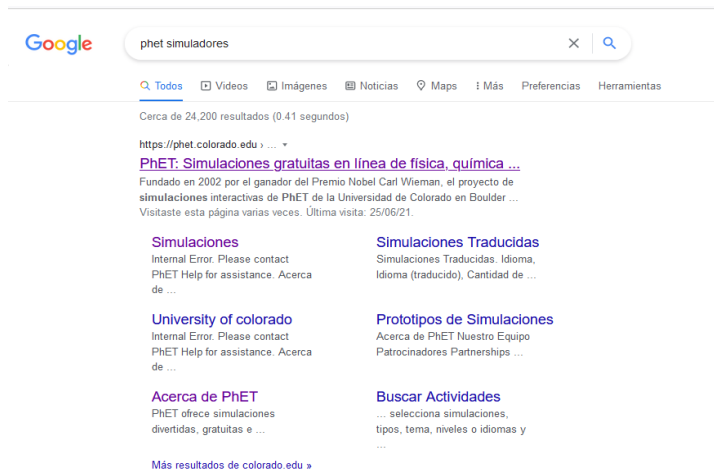 Google
phet simuladores
Todos Videos Imágenes Noticias Maps Más Preferencias Herramientas
Cerca de 24,200 resultados (0.41 segundos)
https://phet.colorado.edu › ...
PhET: Simulaciones gratuitas en línea de física, química ...
Fundado en 2002 por el ganador del Premio Nobel Carl Wieman, el proyecto de
simulaciones interactivas de PhET de la Universidad de Colorado en Boulder ...
Visitaste esta página varias veces. Última visita: 25/06/21.
Simulaciones
Internal Error. Please contact
PhET Help for assistance. Acerca
de ...
Simulaciones Traducidas
Simulaciones Traducidas. Idioma,
Idioma (traducido), Cantidad de ...
University of colorado
Internal Error. Please contact
PhET Help for assistance. Acerca
de ...
Prototipos de Simulaciones
Acerca de PhET Nuestro Equipo
Patrocinadores Partnerships ...
Acerca de PhET
PhET ofrece simulaciones
divertidas, gratuitas e ...
Buscar Actividades
... selecciona simulaciones,
tipos, tema, niveles o idiomas y
...
Más resultados de colorado.edu »